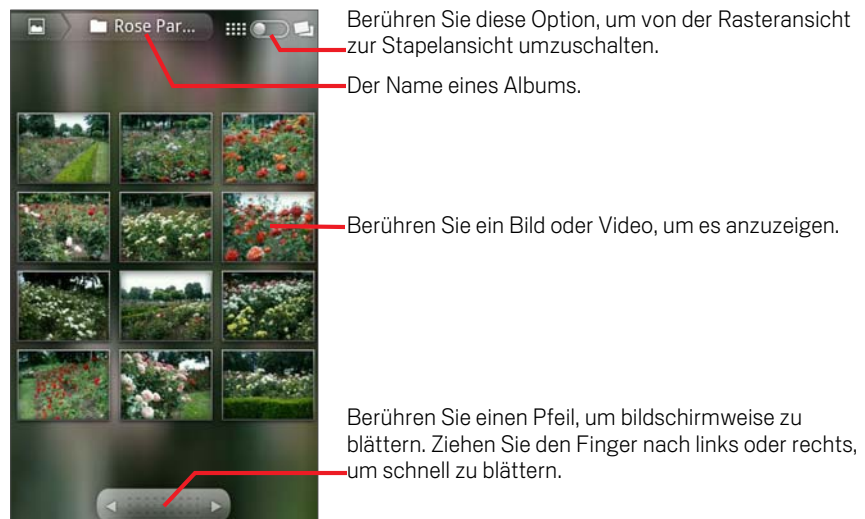 Rose Par...
Berühren Sie diese Option, um von der Rasteransicht
zur Stapelansicht umzuschalten.
Der Name eines Albums.
Berühren Sie ein Bild oder Video, um es anzuzeigen.
Berühren Sie einen Pfeil, um bildschirmweise zu
blättern. Ziehen Sie den Finger nach links oder rechts,
um schnell zu blättern.